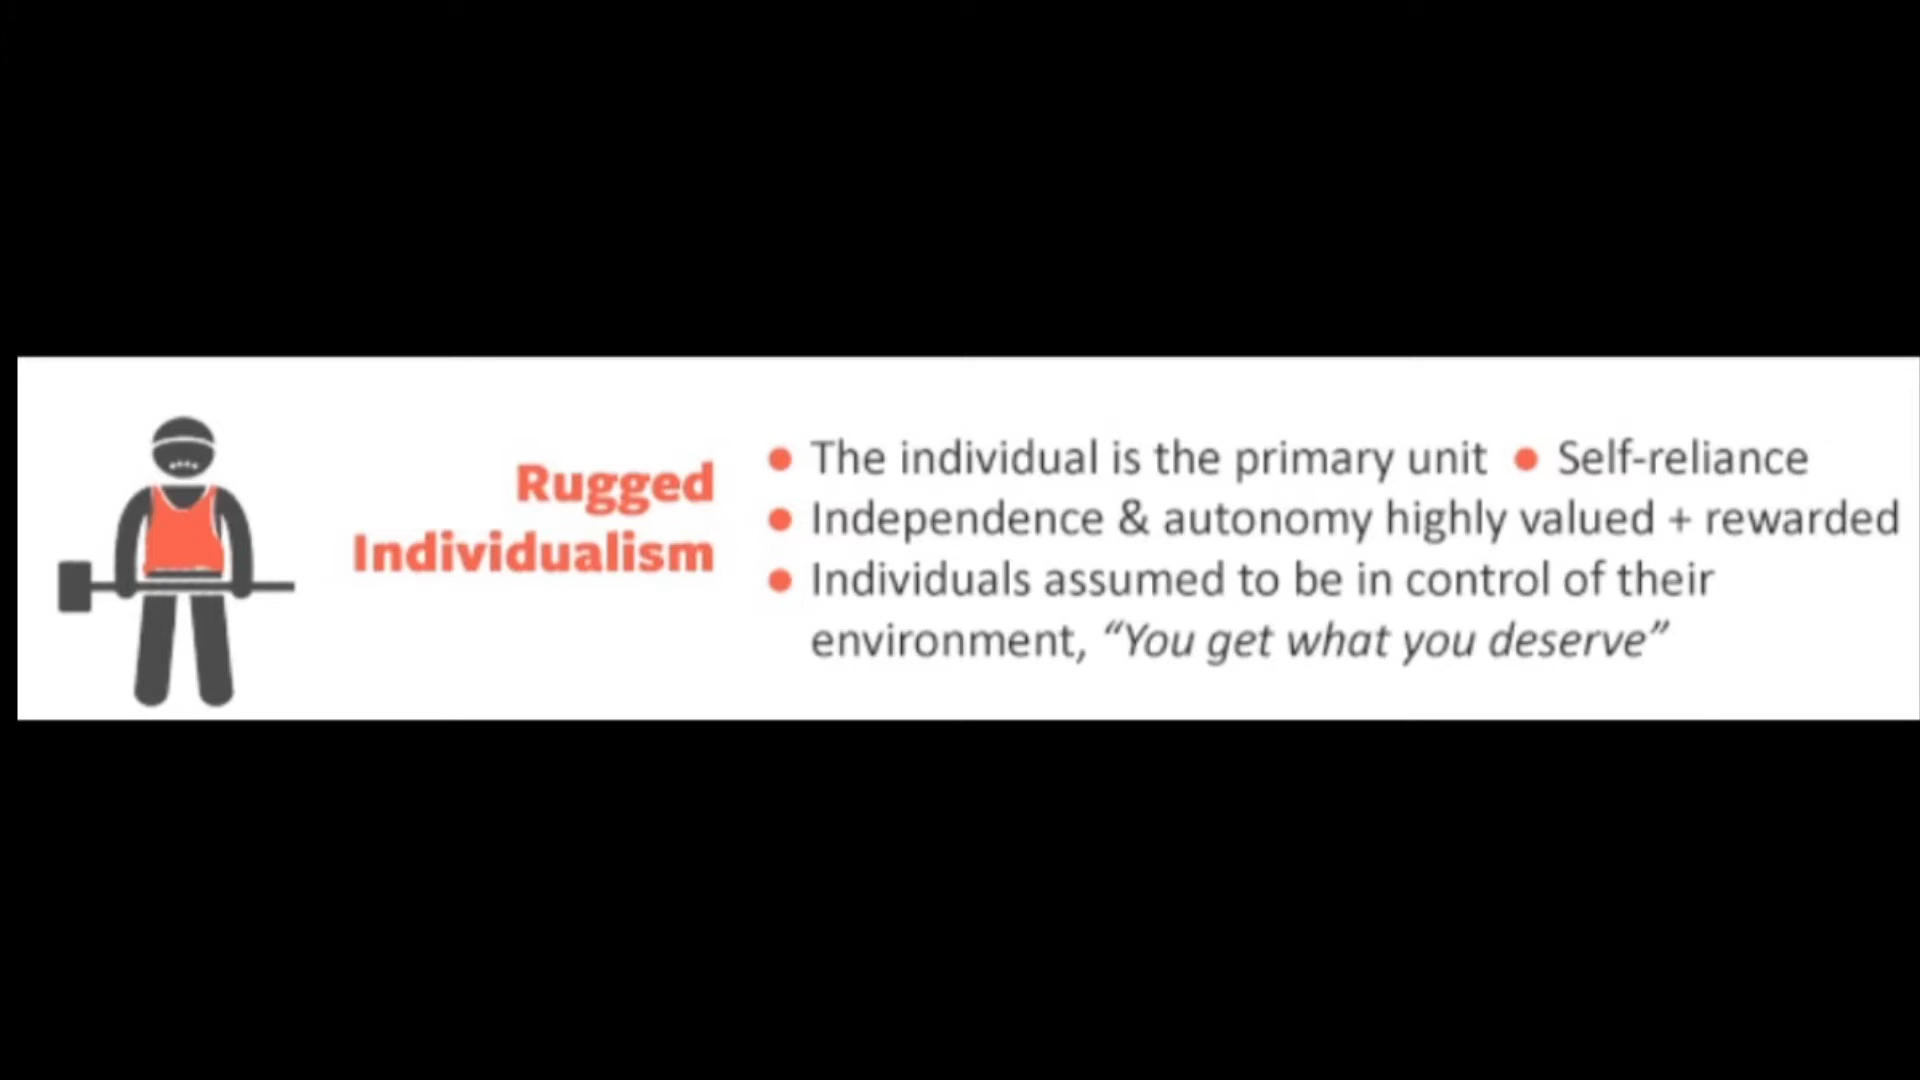 Rugged
Individualism
● The individual is the primary unit ● Self-reliance
● Independence & autonomy highly valued + rewarded
● Individuals assumed to be in control of their
environment, “You get what you deserve”